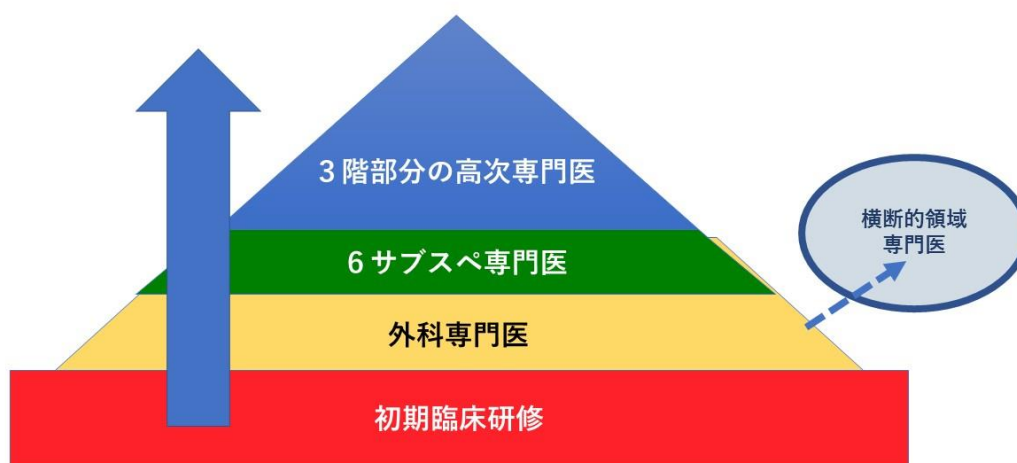 3階部分の高次専門医
6サブスペ専門医
横断的領域
専門医
外科専門医
初期臨床研修